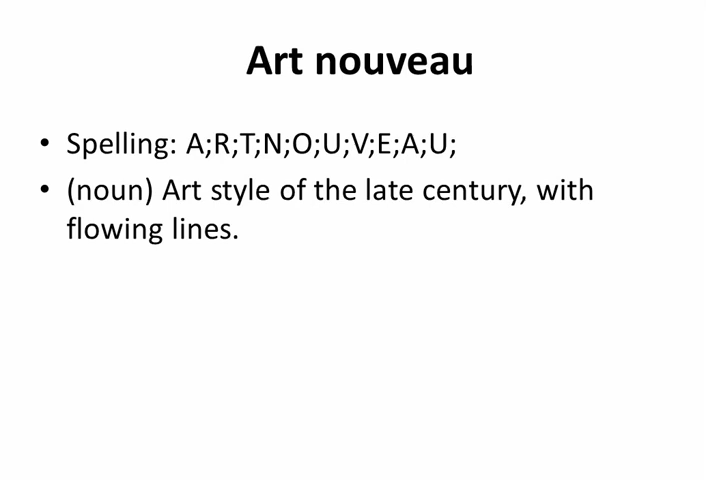 Art nouveau
• Spelling: A;R;T;N;O;U;V;E;A;U;
• (noun) Art style of the late century, with
flowing lines.